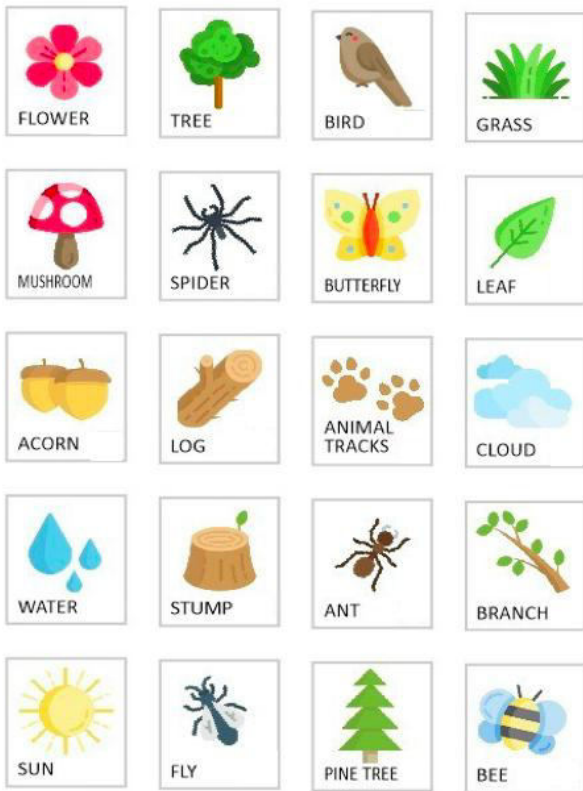 FLOWER
TREE
BIRD
GRASS
MUSHROOM
SPIDER
BUTTERFLY
LEAF
ACORN
LOG
ANIMAL
TRACKS
CLOUD
WATER
STUMP
ANT
BRANCH
SUN
FLY
PINE TREE
BEE